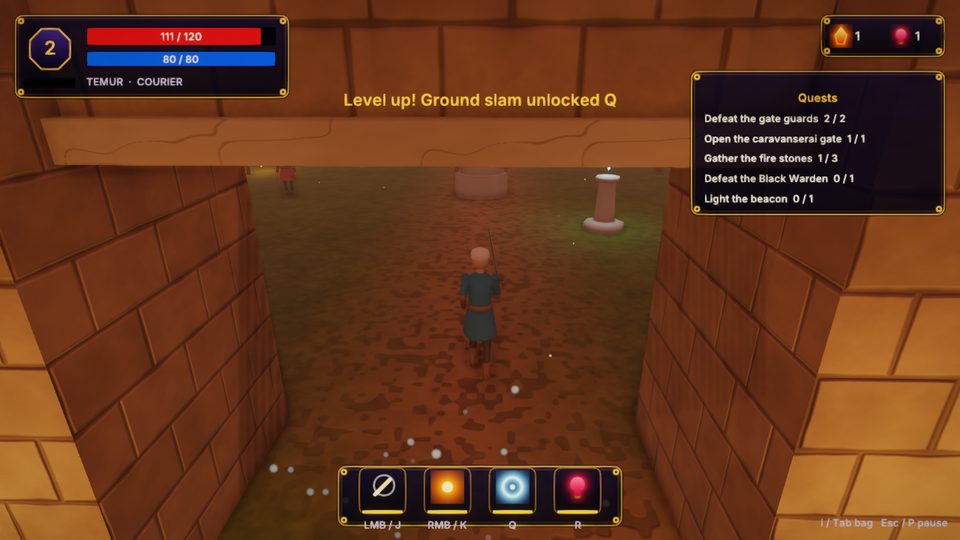 2
111 / 120
80 / 80
TEMUR · COURIER
1
1
Level up! Ground slam unlocked Q
Quests
Defeat the gate guards 2 / 2
Open the caravanserai gate 1 / 1
Gather the fire stones 1 / 3
Defeat the Black Warden 0 / 1
Light the beacon 0 / 1
LMB / J
RMB / K
Q
R
I / Tab bag Esc / P pause